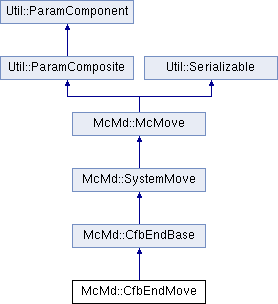 Util::ParamComponent
Util::ParamComposite
Util::Serializable
McMd::McMove
McMd::SystemMove
McMd::CfbEndBase
McMd::CfbEndMove